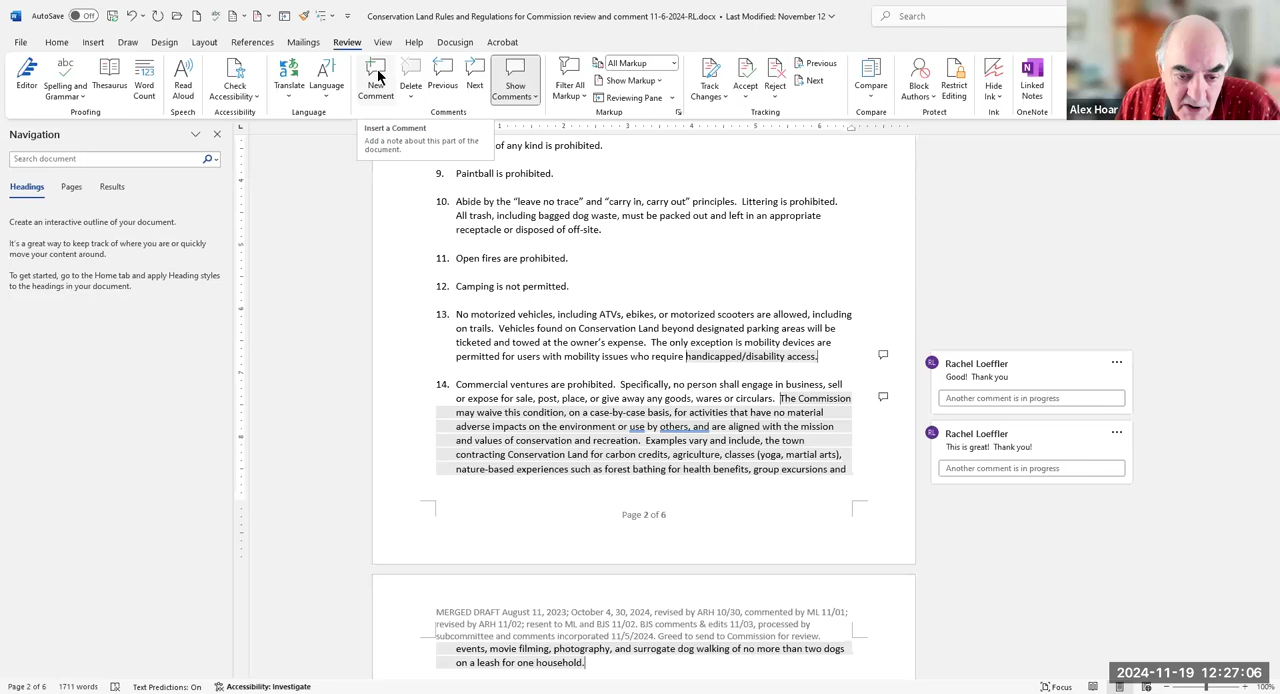 AutoSave Off
Conservation Land Rules and Regulations for Commission review and comment 11-6-2024-RL.docx • Last Modified: November 12
Search
File Home Insert Draw Design Layout References Mailings Review View Help Docusign Acrobat
Editor
Spelling and Grammar
Thesaurus
Word Count
Read Aloud
Check Accessibility
Translate
Language
New Comment
Delete
Previous
Next
Show Comments
Filter All Markup
All Markup
Show Markup
Reviewing Pane
Track Changes
Accept
Reject
Previous
Next
Compare
Block Authors
Restrict Editing
Hide Ink
Linked Notes
Proofing Speech Accessibility Language Comments Markup Tracking Compare Protect Ink OneNote
Alex Hoar
Insert a Comment
Add a note about this part of the document.
Navigation
Search document
Headings Pages Results
Create an interactive outline of your document.
It's a great way to keep track of where you are or quickly
move your content around.
To get started, go to the Home tab and apply Heading styles
to the headings in your document.
of any kind is prohibited.
9. Paintball is prohibited.
10. Abide by the “leave no trace” and “carry in, carry out” principles. Littering is prohibited.
All trash, including bagged dog waste, must be packed out and left in an appropriate
receptacle or disposed of off-site.
11. Open fires are prohibited.
12. Camping is not permitted.
13. No motorized vehicles, including ATVs, ebikes, or motorized scooters are allowed, including
on trails. Vehicles found on Conservation Land beyond designated parking areas will be
ticketed and towed at the owner’s expense. The only exception is mobility devices are
permitted for users with mobility issues who require handicapped/disability access.
14. Commercial ventures are prohibited. Specifically, no person shall engage in business, sell
or expose for sale, post, place, or give away any goods, wares or circulars. The Commission
may waive this condition, on a case-by-case basis, for activities that have no material
adverse impacts on the environment or use by others, and are aligned with the mission
and values of conservation and recreation. Examples vary and include, the town
contracting Conservation Land for carbon credits, agriculture, classes (yoga, martial arts),
nature-based experiences such as forest bathing for health benefits, group excursions and
Page 2 of 6
MERGED DRAFT August 11, 2023; October 4, 30, 2024, revised by ARH 10/30, commented by ML 11/01;
revised by ARH 11/02; resent to ML and BJS 11/02. BJS comments & edits 11/03, processed by
subcommittee and comments incorporated 11/5/2024. Greed to send to Commission for review.
events, movie filming, photography, and surrogate dog walking of no more than two dogs
on a leash for one household.
RL Rachel Loeffler
Good! Thank you
Another comment is in progress
RL Rachel Loeffler
This is great! Thank you!
Another comment is in progress
2024-11-19 12:27:06
Page 2 of 6 1711 words Text Predictions: On Accessibility: Investigate Focus 100%